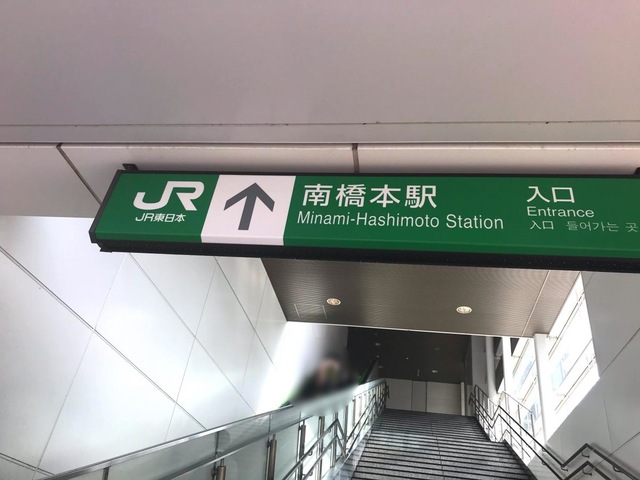 JR
JR東日本
南橋本駅
Minami-Hashimoto Station
入口
Entrance
入口 들어가는 곳